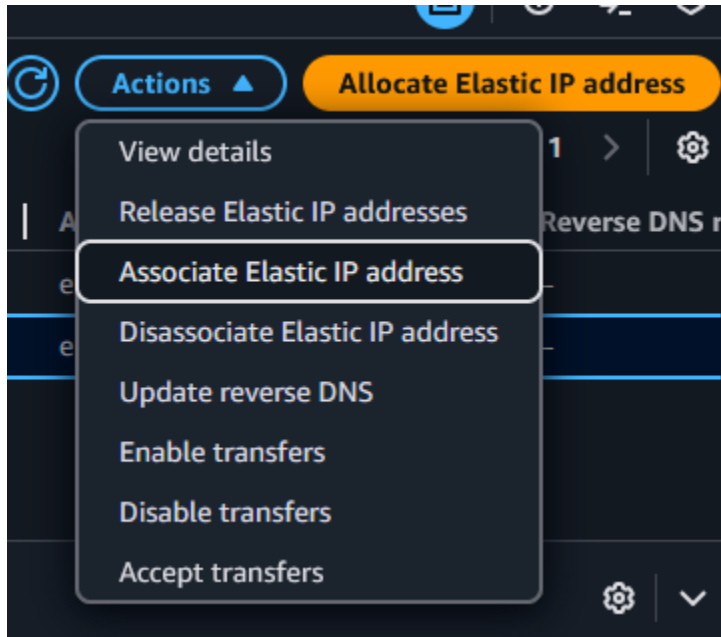 Actions
Allocate Elastic IP address
View details
1
Release Elastic IP addresses
A
Reverse DNS r
Associate Elastic IP address
e
–
Disassociate Elastic IP address
e
–
Update reverse DNS
Enable transfers
Disable transfers
Accept transfers